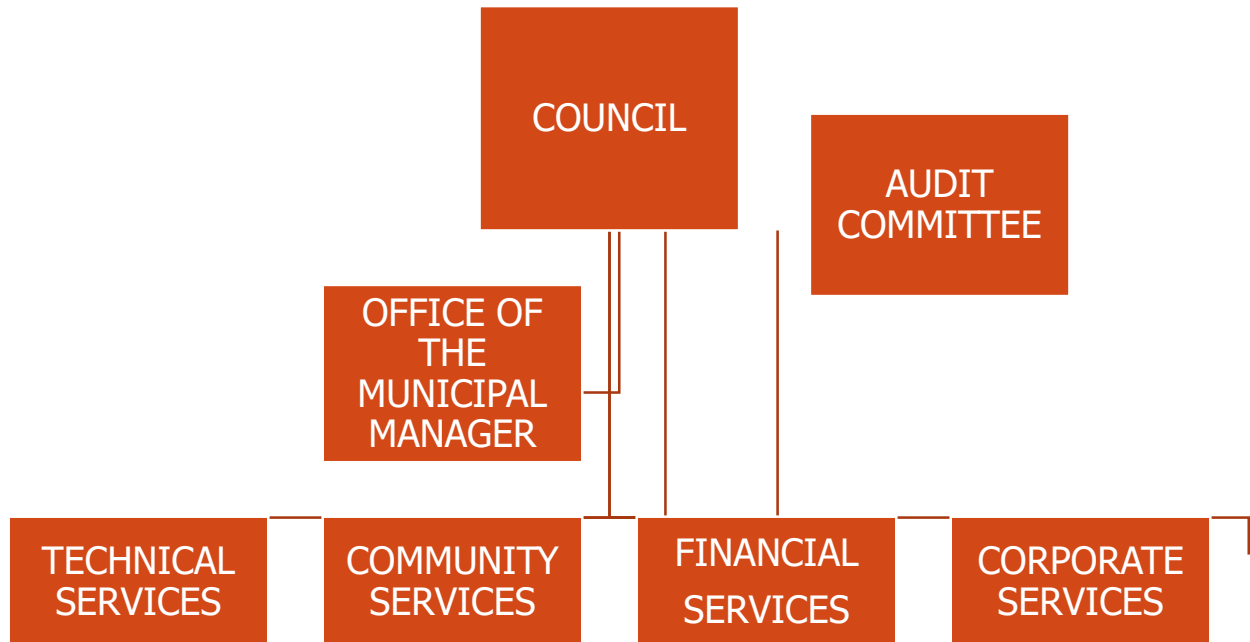 COUNCIL
AUDIT
COMMITTEE
OFFICE OF
THE
MUNICIPAL
MANAGER
TECHNICAL
SERVICES
COMMUNITY
SERVICES
FINANCIAL
SERVICES
CORPORATE
SERVICES